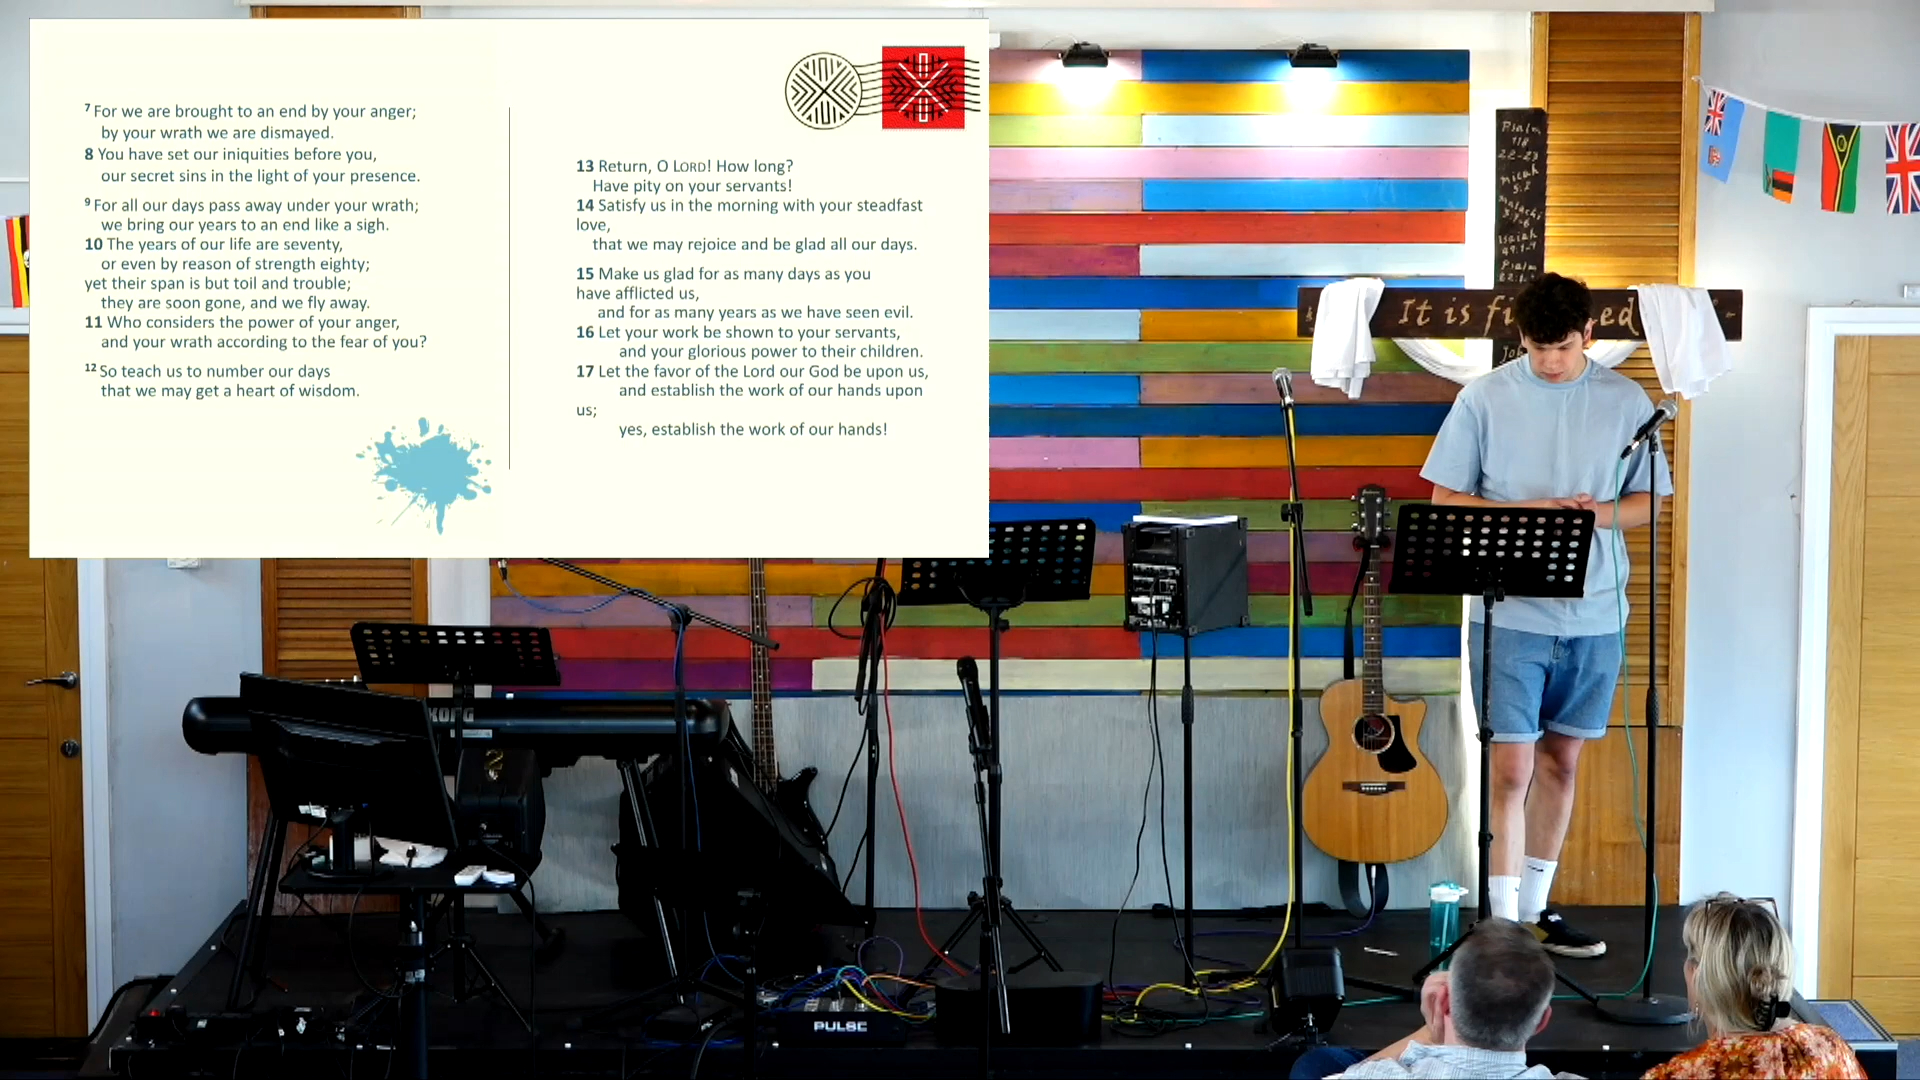 7 For we are brought to an end by your anger;
by your wrath we are dismayed.
8 You have set our iniquities before you,
our secret sins in the light of your presence.
9 For all our days pass away under your wrath;
we bring our years to an end like a sigh.
10 The years of our life are seventy,
or even by reason of strength eighty;
yet their span is but toil and trouble;
they are soon gone, and we fly away.
11 Who considers the power of your anger,
and your wrath according to the fear of you?
12 So teach us to number our days
that we may get a heart of wisdom.
13 Return, O LORD! How long?
Have pity on your servants!
14 Satisfy us in the morning with your steadfast
love,
that we may rejoice and be glad all our days.
15 Make us glad for as many days as you
have afflicted us,
and for as many years as we have seen evil.
16 Let your work be shown to your servants,
and your glorious power to their children.
17 Let the favor of the Lord our God be upon us,
and establish the work of our hands upon
us;
yes, establish the work of our hands!
Psalm
118
22-23
Micah
5:2
Malachi
Isaiah
Psalm
It is
ed
KORG
PULSE